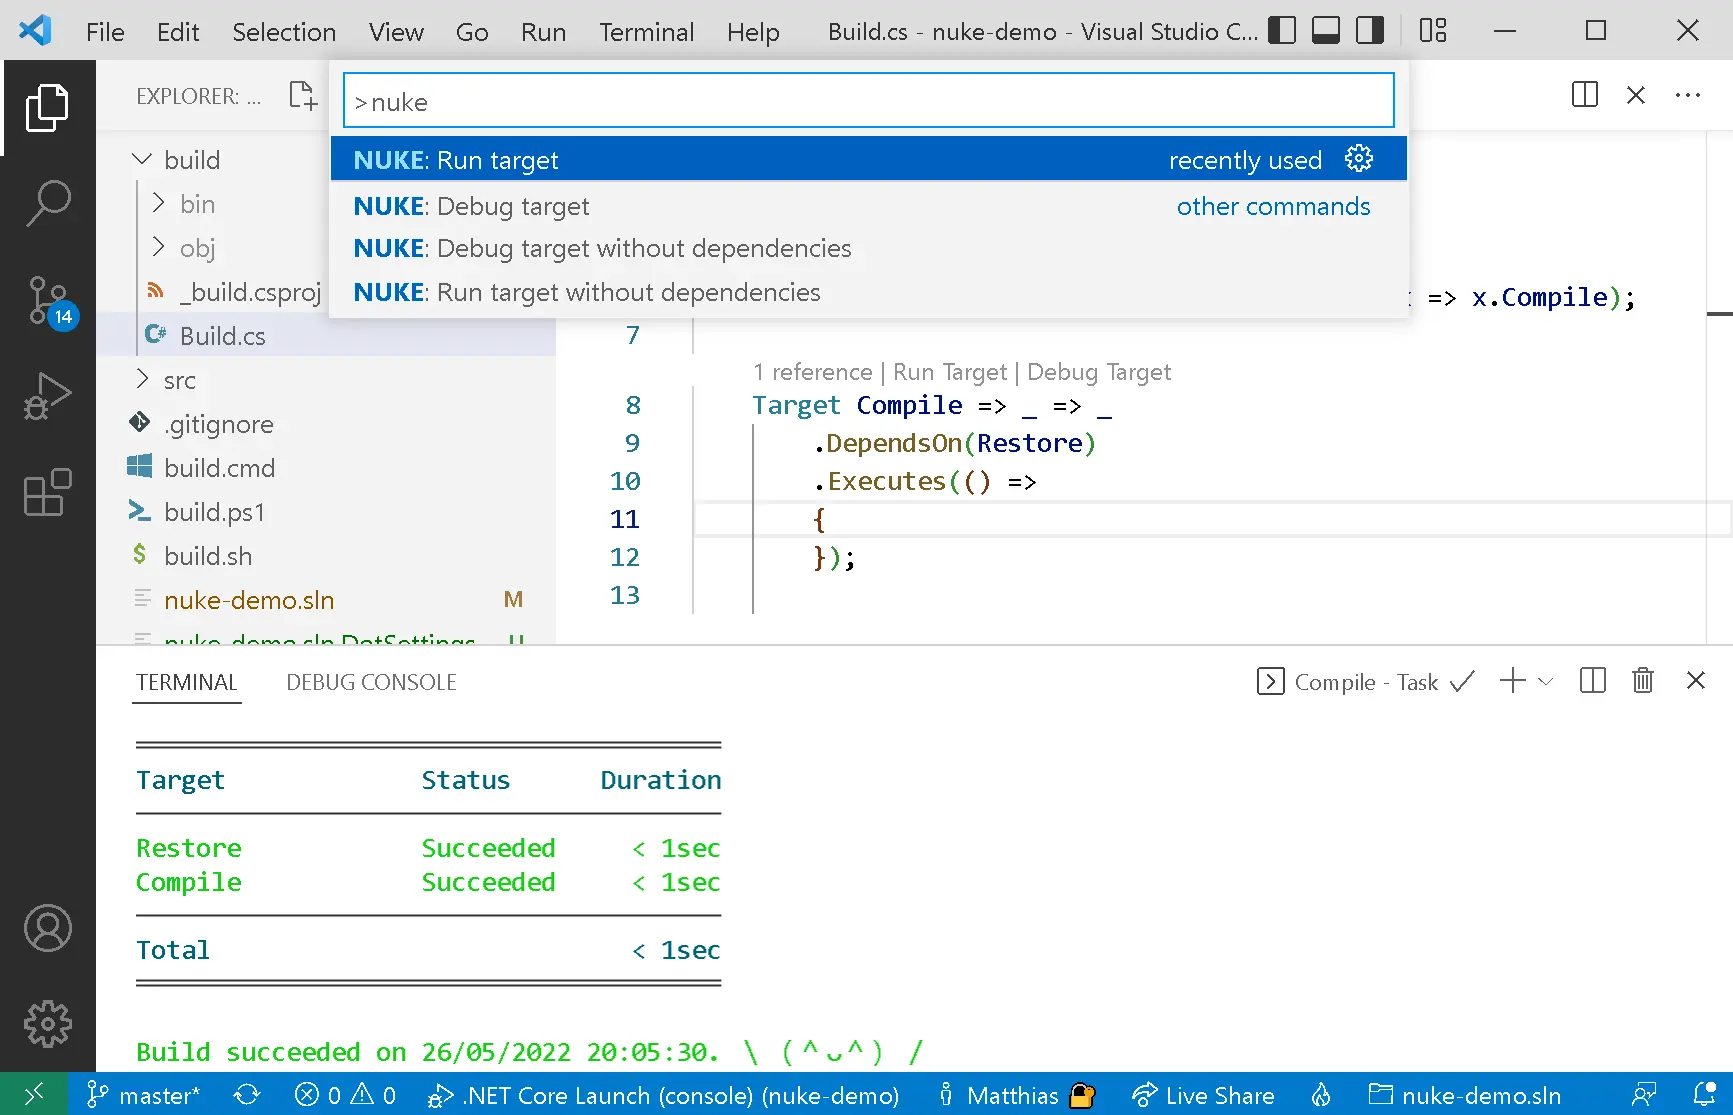 File Edit Selection View Go Run Terminal Help Build.cs - nuke-demo - Visual Studio C...
EXPLORER: ...
>nuke
NUKE: Run target recently used
NUKE: Debug target other commands
NUKE: Debug target without dependencies
NUKE: Run target without dependencies
build
bin
obj
_build.csproj
Build.cs
src
.gitignore
build.cmd
build.ps1
build.sh
nuke-demo.sln M
nuke-demo.sln.DotSettings U
14
=> x.Compile);
7
1 reference | Run Target | Debug Target
8 Target Compile => _ => _
9 .DependsOn(Restore)
10 .Executes(() =>
11 {
12 });
13
TERMINAL DEBUG CONSOLE Compile - Task
Target Status Duration
Restore Succeeded < 1sec
Compile Succeeded < 1sec
Total < 1sec
Build succeeded on 26/05/2022 20:05:30. \ (^ᴗ^) /
master* 0 0 .NET Core Launch (console) (nuke-demo) Matthias Live Share nuke-demo.sln